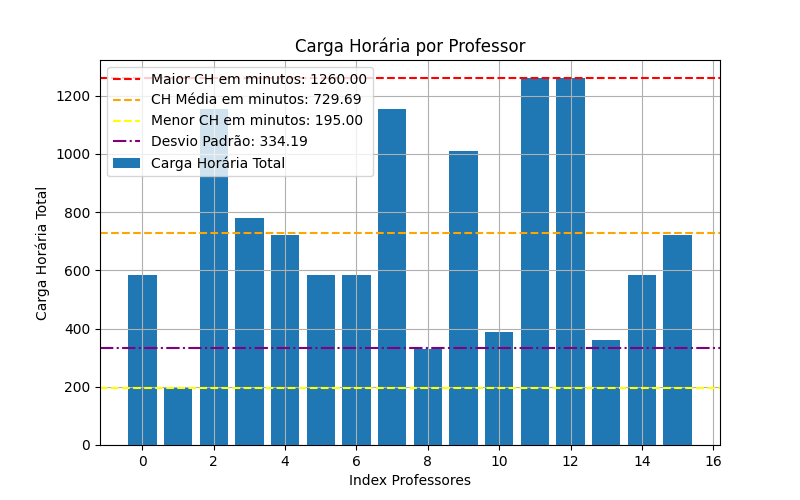 Carga Horária por Professor
Maior CH em minutos: 1260.00
CH Média em minutos: 729.69
Menor CH em minutos: 195.00
Desvio Padrão: 334.19
Carga Horária Total
Carga Horária Total
1200
1000
800
600
400
200
0
0 2 4 6 8 10 12 14 16
Index Professores